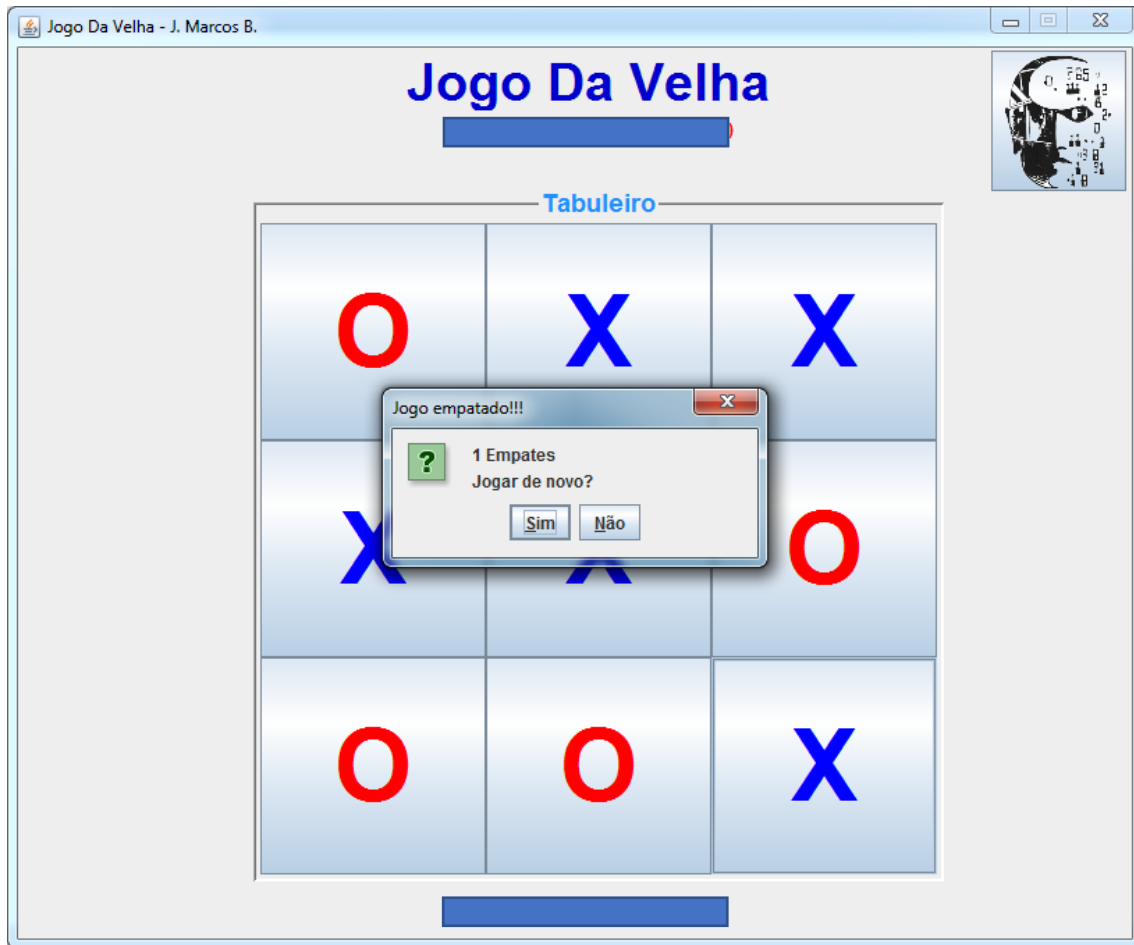 Jogo Da Velha - J. Marcos B.
Jogo Da Velha
Tabuleiro
O X X
Jogo empatado!!!
1 Empates
Jogar de novo?
Sim Não
X X O
O O X